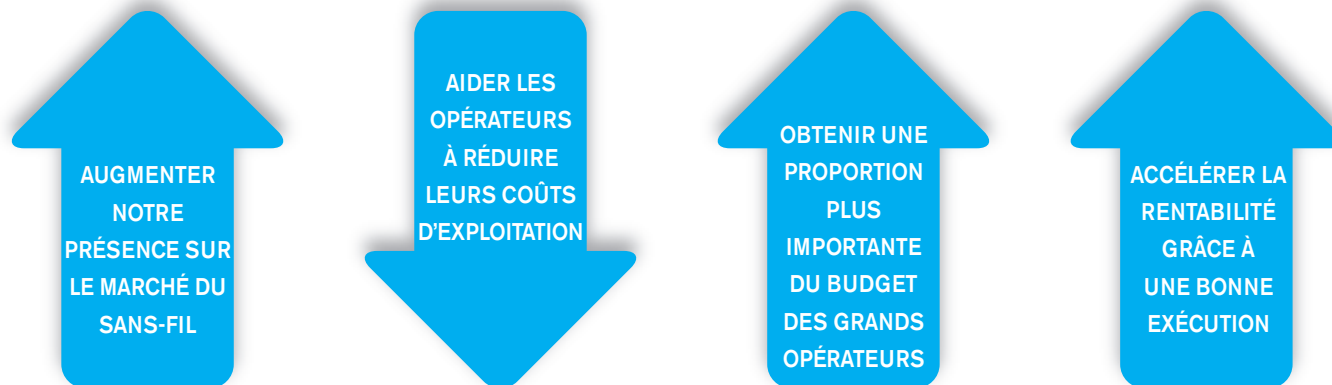 AUGMENTER
NOTRE
PRÉSENCE SUR
LE MARCHÉ DU
SANS-FIL
AIDER LES
OPÉRATEURS
À RÉDUIRE
LEURS COÛTS
D’EXPLOITATION
OBTENIR UNE
PROPORTION
PLUS
IMPORTANTE
DU BUDGET
DES GRANDS
OPÉRATEURS
ACCÉLÉRER LA
RENTABILITÉ
GRÂCE À
UNE BONNE
EXÉCUTION